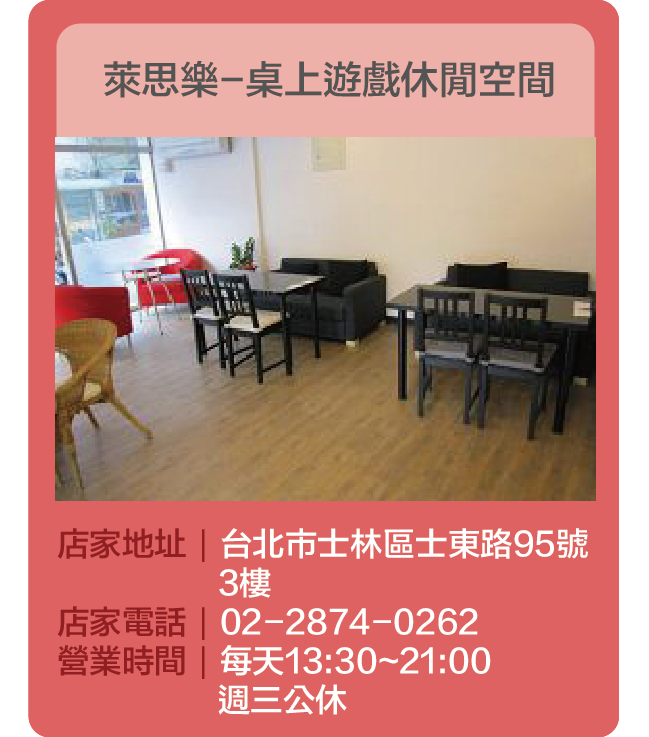 萊思樂-桌上遊戲休閒空間
店家地址｜台北市士林區士東路95號
3樓
店家電話｜02-2874-0262
營業時間｜每天13:30~21:00
週三公休